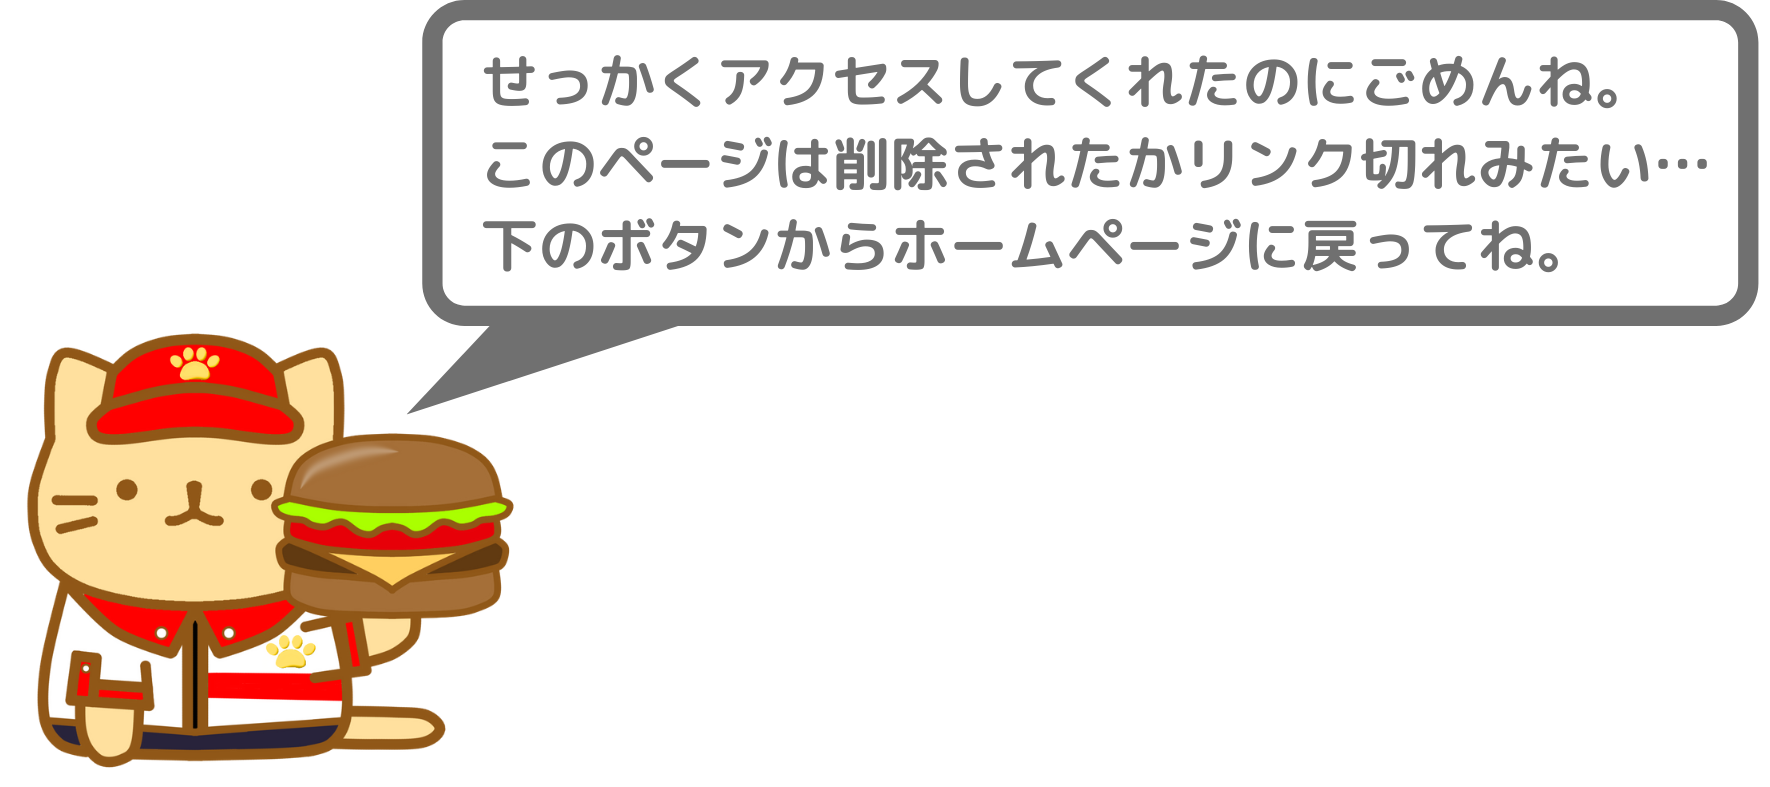 せっかくアクセスしてくれたのにごめんね。
このページは削除されたかリンク切れみたい…
下のボタンからホームページに戻ってね。